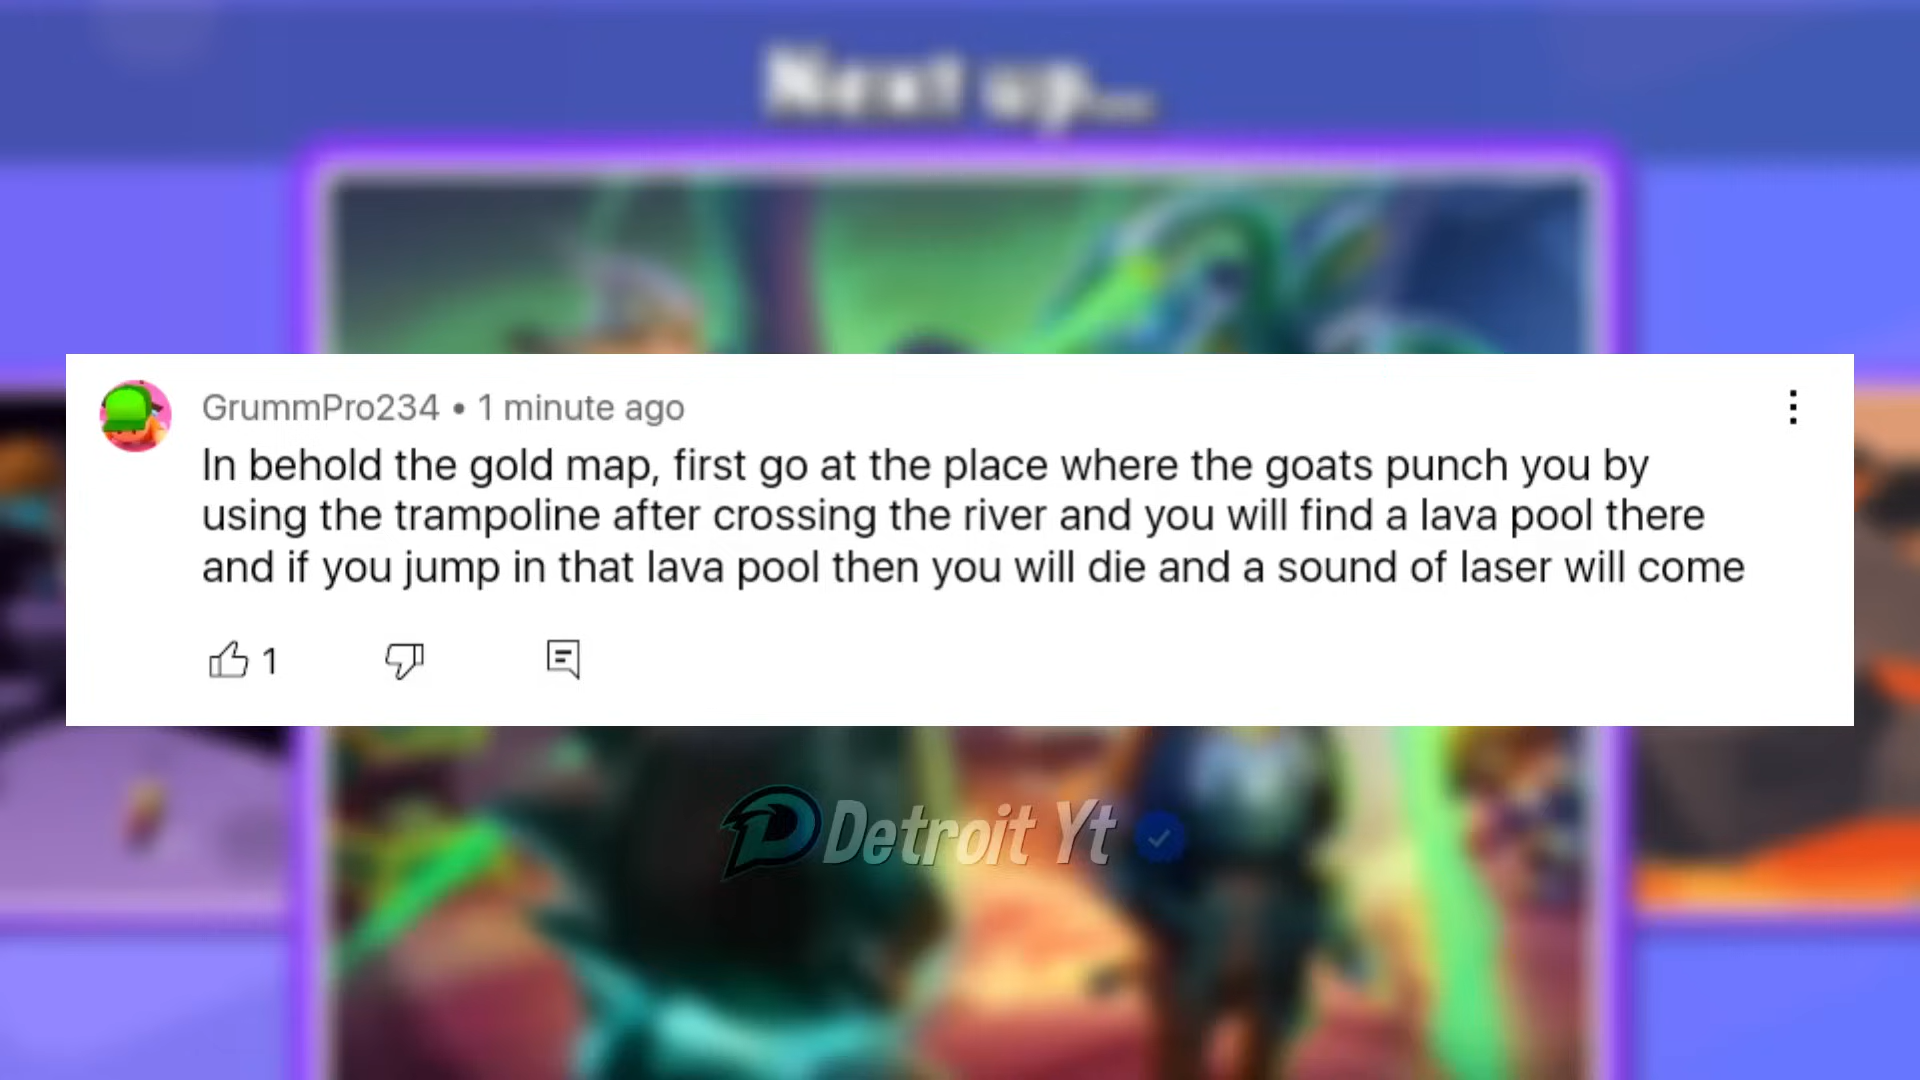 Next up...
GrummPro234 • 1 minute ago
In behold the gold map, first go at the place where the goats punch you by
using the trampoline after crossing the river and you will find a lava pool there
and if you jump in that lava pool then you will die and a sound of laser will come
1
Detroit Yt